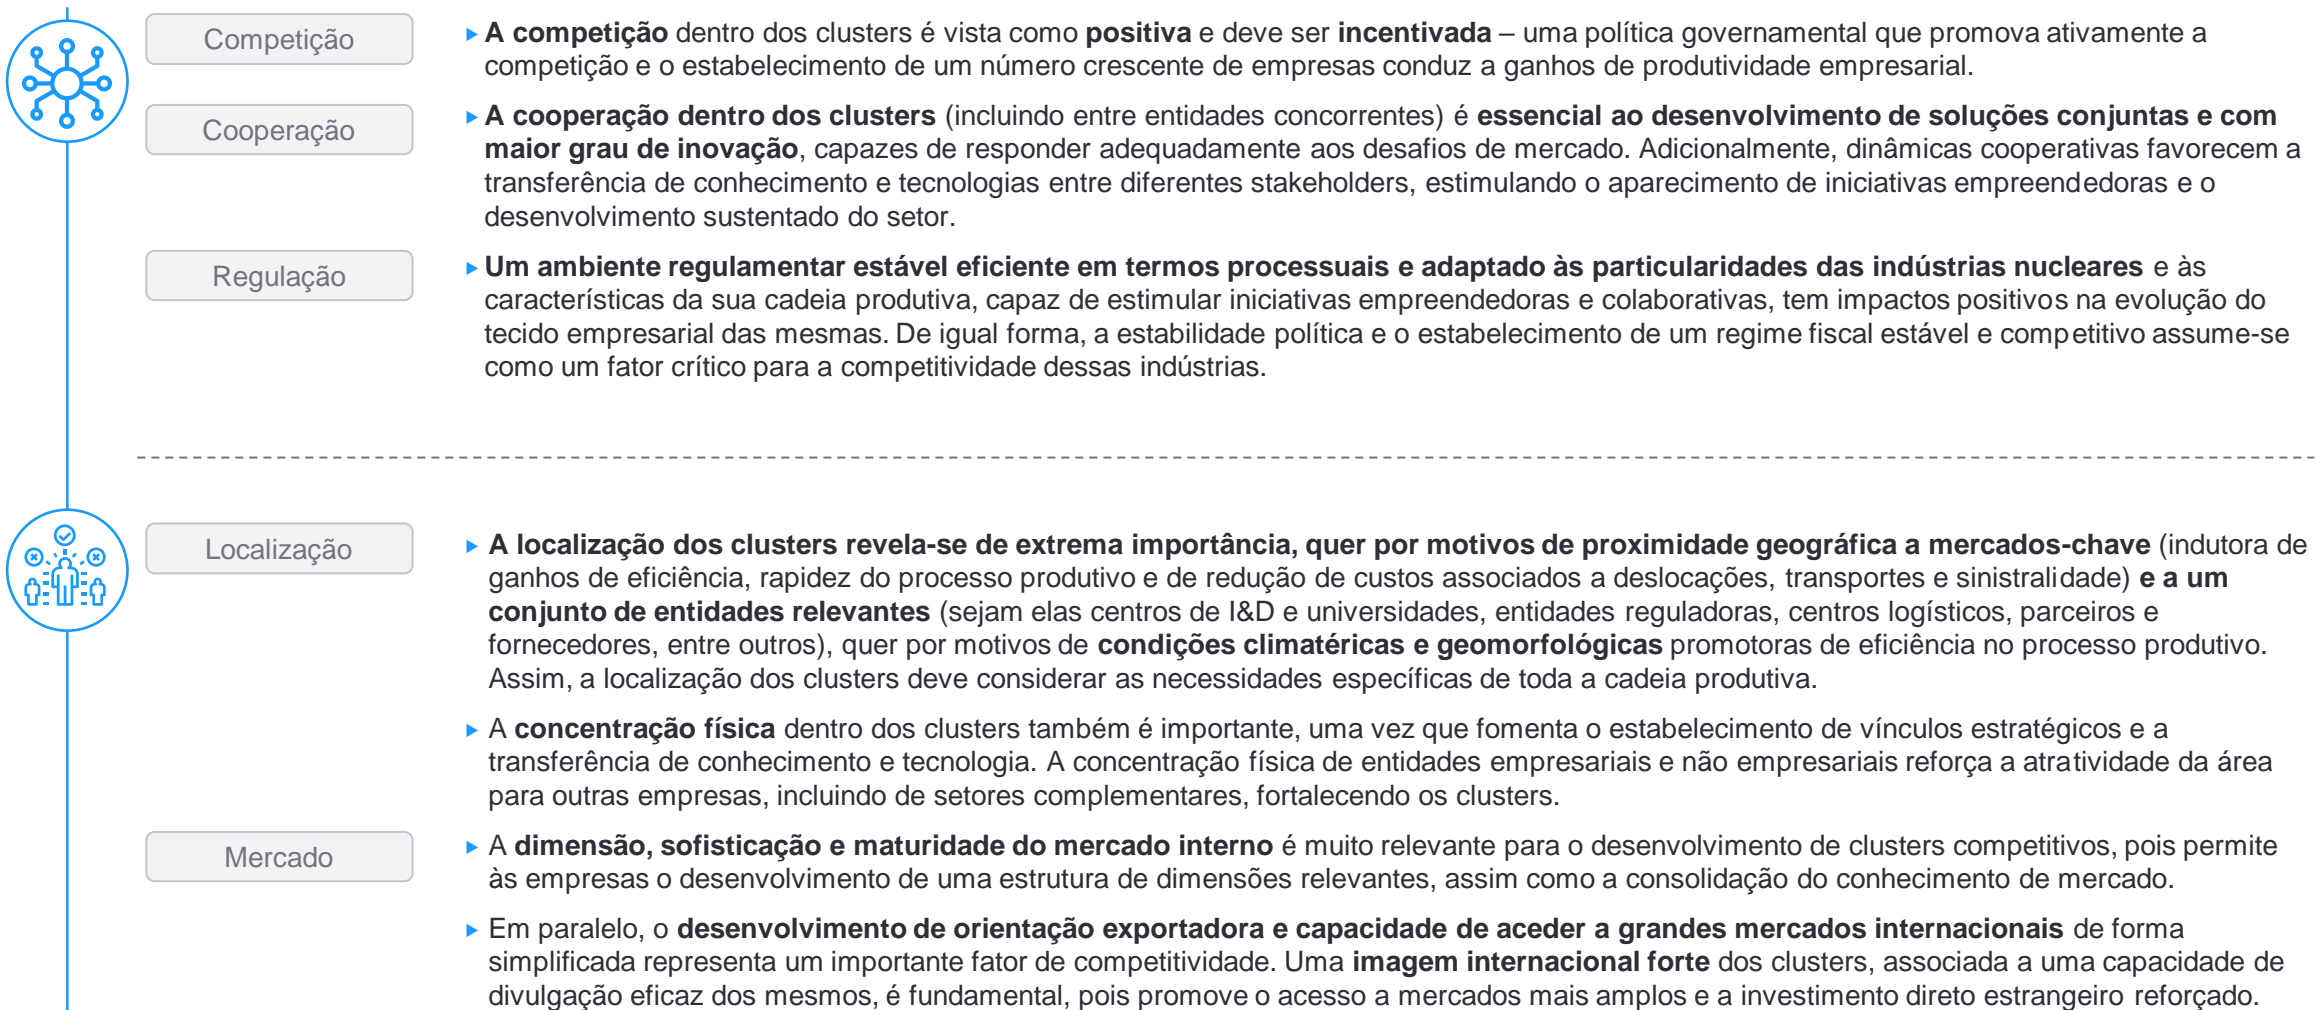 Competição
A competição dentro dos clusters é vista como positiva e deve ser incentivada – uma política governamental que promova ativamente a
competição e o estabelecimento de um número crescente de empresas conduz a ganhos de produtividade empresarial.
Cooperação
A cooperação dentro dos clusters (incluindo entre entidades concorrentes) é essencial ao desenvolvimento de soluções conjuntas e com
maior grau de inovação, capazes de responder adequadamente aos desafios de mercado. Adicionalmente, dinâmicas cooperativas favorecem a
transferência de conhecimento e tecnologias entre diferentes stakeholders, estimulando o aparecimento de iniciativas empreendedoras e o
desenvolvimento sustentado do setor.
Regulação
Um ambiente regulamentar estável eficiente em termos processuais e adaptado às particularidades das indústrias nucleares e às
características da sua cadeia produtiva, capaz de estimular iniciativas empreendedoras e colaborativas, tem impactos positivos na evolução do
tecido empresarial das mesmas. De igual forma, a estabilidade política e o estabelecimento de um regime fiscal estável e competitivo assume-se
como um fator crítico para a competitividade dessas indústrias.
Localização
A localização dos clusters revela-se de extrema importância, quer por motivos de proximidade geográfica a mercados-chave (indutora de
ganhos de eficiência, rapidez do processo produtivo e de redução de custos associados a deslocações, transportes e sinistralidade) e a um
conjunto de entidades relevantes (sejam elas centros de I&D e universidades, entidades reguladoras, centros logísticos, parceiros e
fornecedores, entre outros), quer por motivos de condições climatéricas e geomorfológicas promotoras de eficiência no processo produtivo.
Assim, a localização dos clusters deve considerar as necessidades específicas de toda a cadeia produtiva.
A concentração física dentro dos clusters também é importante, uma vez que fomenta o estabelecimento de vínculos estratégicos e a
transferência de conhecimento e tecnologia. A concentração física de entidades empresariais e não empresariais reforça a atratividade da área
para outras empresas, incluindo de setores complementares, fortalecendo os clusters.
Mercado
A dimensão, sofisticação e maturidade do mercado interno é muito relevante para o desenvolvimento de clusters competitivos, pois permite
às empresas o desenvolvimento de uma estrutura de dimensões relevantes, assim como a consolidação do conhecimento de mercado.
Em paralelo, o desenvolvimento de orientação exportadora e capacidade de aceder a grandes mercados internacionais de forma
simplificada representa um importante fator de competitividade. Uma imagem internacional forte dos clusters, associada a uma capacidade de
divulgação eficaz dos mesmos, é fundamental, pois promove o acesso a mercados mais amplos e a investimento direto estrangeiro reforçado.